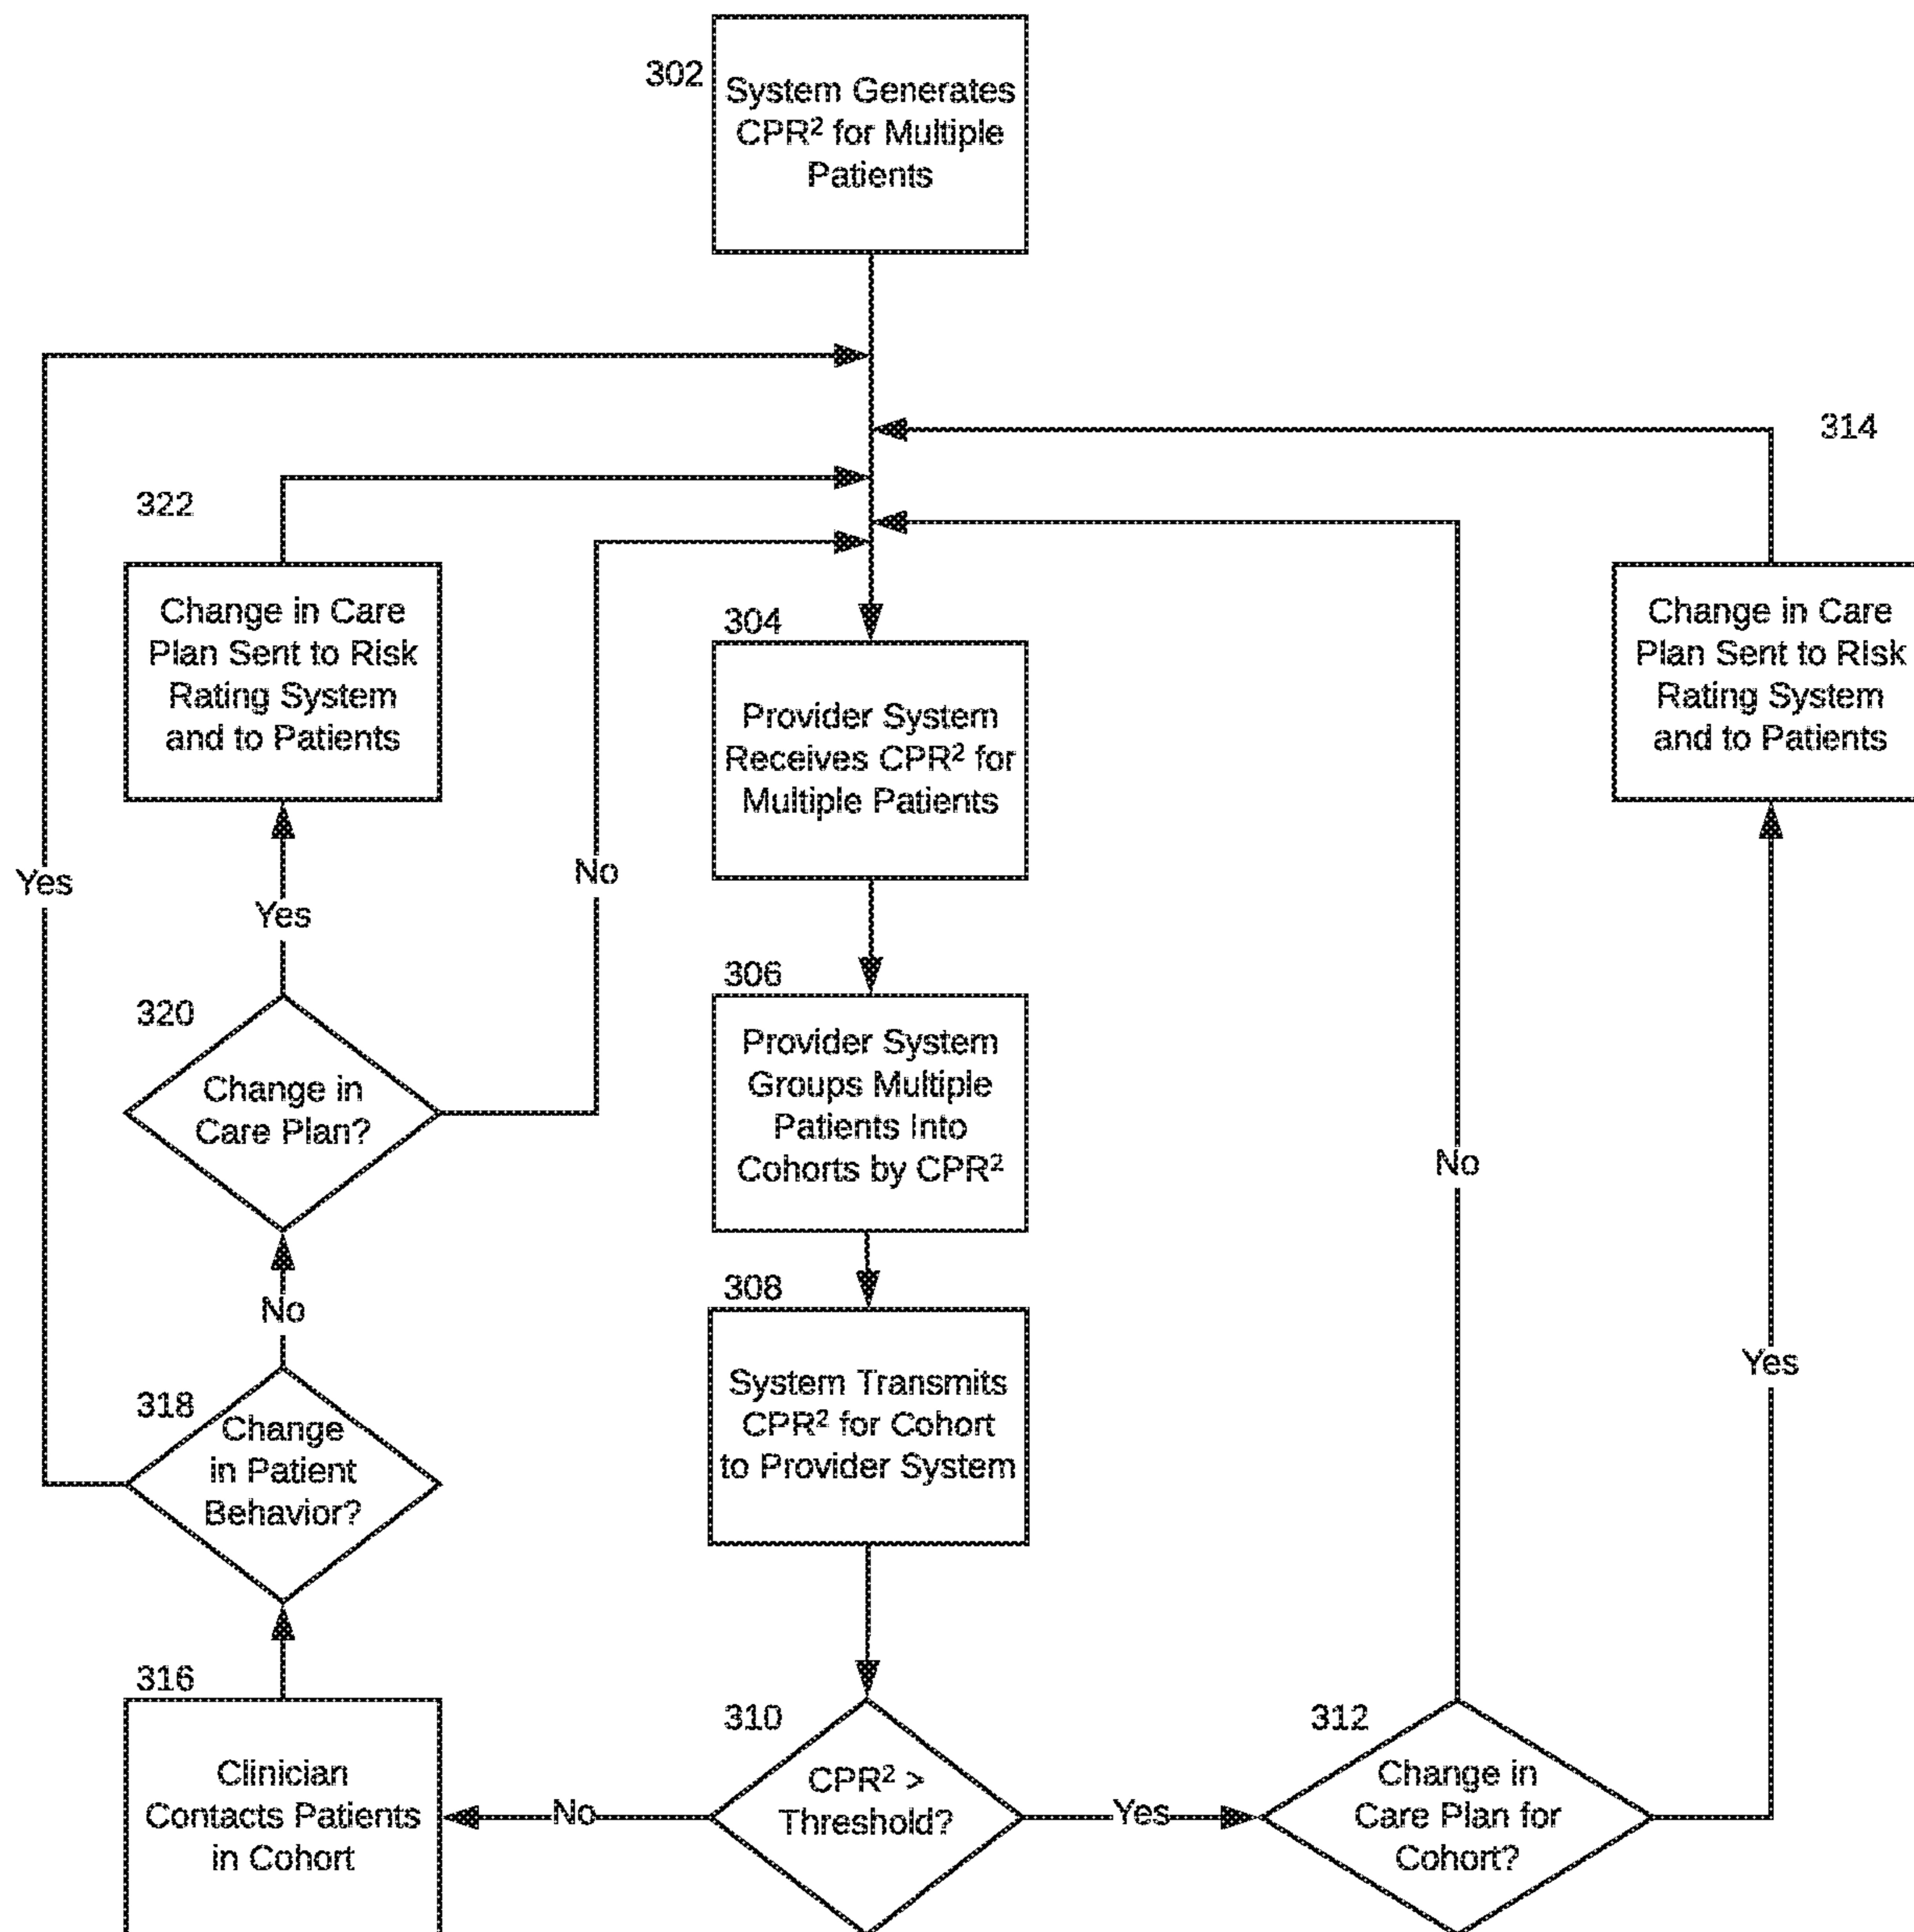 302
System Generates
CPR² for Multiple
Patients
314
322
Change in Care
Plan Sent to Risk
Rating System
and to Patients
304
Provider System
Receives CPR² for
Multiple Patients
Change in Care
Plan Sent to Risk
Rating System
and to Patients
Yes
No
Yes
306
Provider System
Groups Multiple
Patients Into
Cohorts by CPR²
320
Change in
Care Plan?
No
308
System Transmits
CPR² for Cohort
to Provider System
No
Yes
318
Change
in Patient
Behavior?
316
Clinician
Contacts Patients
in Cohort
No
310
CPR² >
Threshold?
Yes
312
Change in
Care Plan for
Cohort?